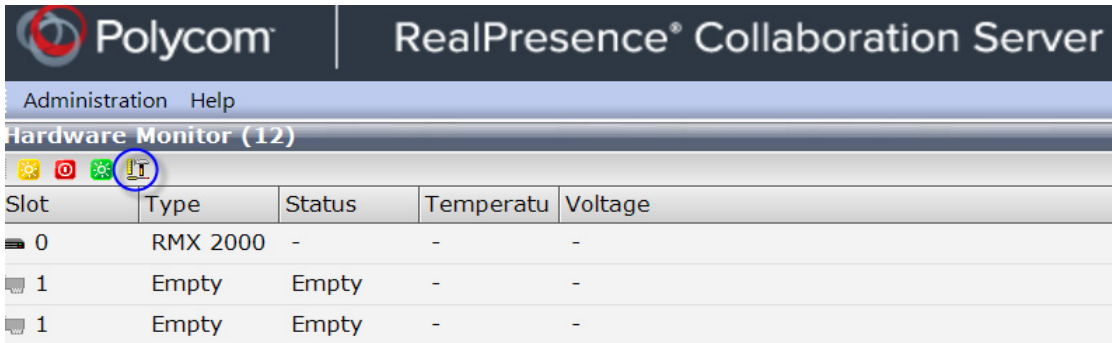 Polycom RealPresence® Collaboration Server
Administration Help
Hardware Monitor (12)
Slot Type Status Temperatu Voltage
0 RMX 2000 - - -
1 Empty Empty - -
1 Empty Empty - -